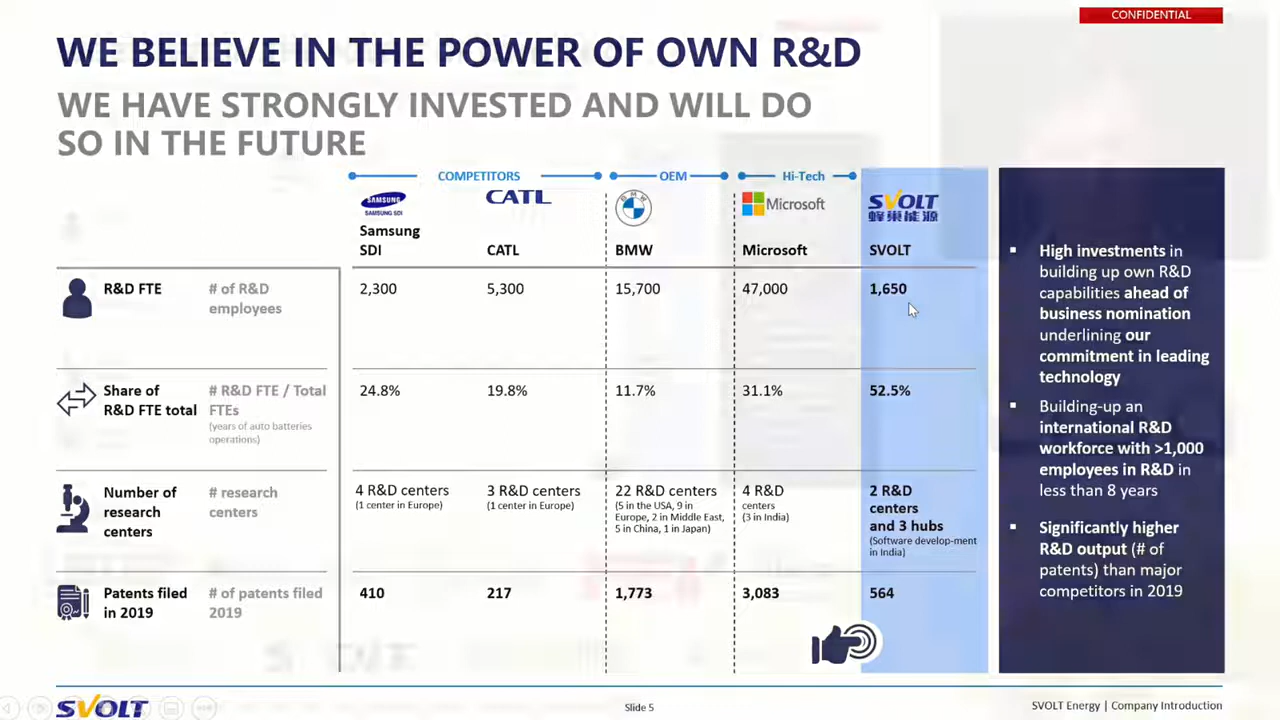 CONFIDENTIAL
WE BELIEVE IN THE POWER OF OWN R&D
WE HAVE STRONGLY INVESTED AND WILL DO
SO IN THE FUTURE
COMPETITORS
OEM
Hi-Tech
SAMSUNG
SAMSUNG SDI
CATL
BMW
Microsoft
SVOLT
蜂巢能源
Samsung
SDI
CATL
BMW
Microsoft
SVOLT
R&D FTE
# of R&D
employees
2,300
5,300
15,700
47,000
1,650
Share of
R&D FTE total
# R&D FTE / Total
FTEs
(years of auto batteries
operations)
24.8%
19.8%
11.7%
31.1%
52.5%
Number of
research
centers
# research
centers
4 R&D centers
(1 center in Europe)
3 R&D centers
(1 center in Europe)
22 R&D centers
(5 in the USA, 9 in
Europe, 2 in Middle East,
5 in China, 1 in Japan)
4 R&D
centers
(3 in India)
2 R&D
centers
and 3 hubs
(Software develop-ment
in India)
Patents filed
in 2019
# of patents filed
2019
410
217
1,773
3,083
564
▪ High investments in
building up own R&D
capabilities ahead of
business nomination
underlining our
commitment in leading
technology
▪ Building-up an
international R&D
workforce with >1,000
employees in R&D in
less than 8 years
▪ Significantly higher
R&D output (# of
patents) than major
competitors in 2019
SVOLT
Slide 5
SVOLT Energy | Company Introduction